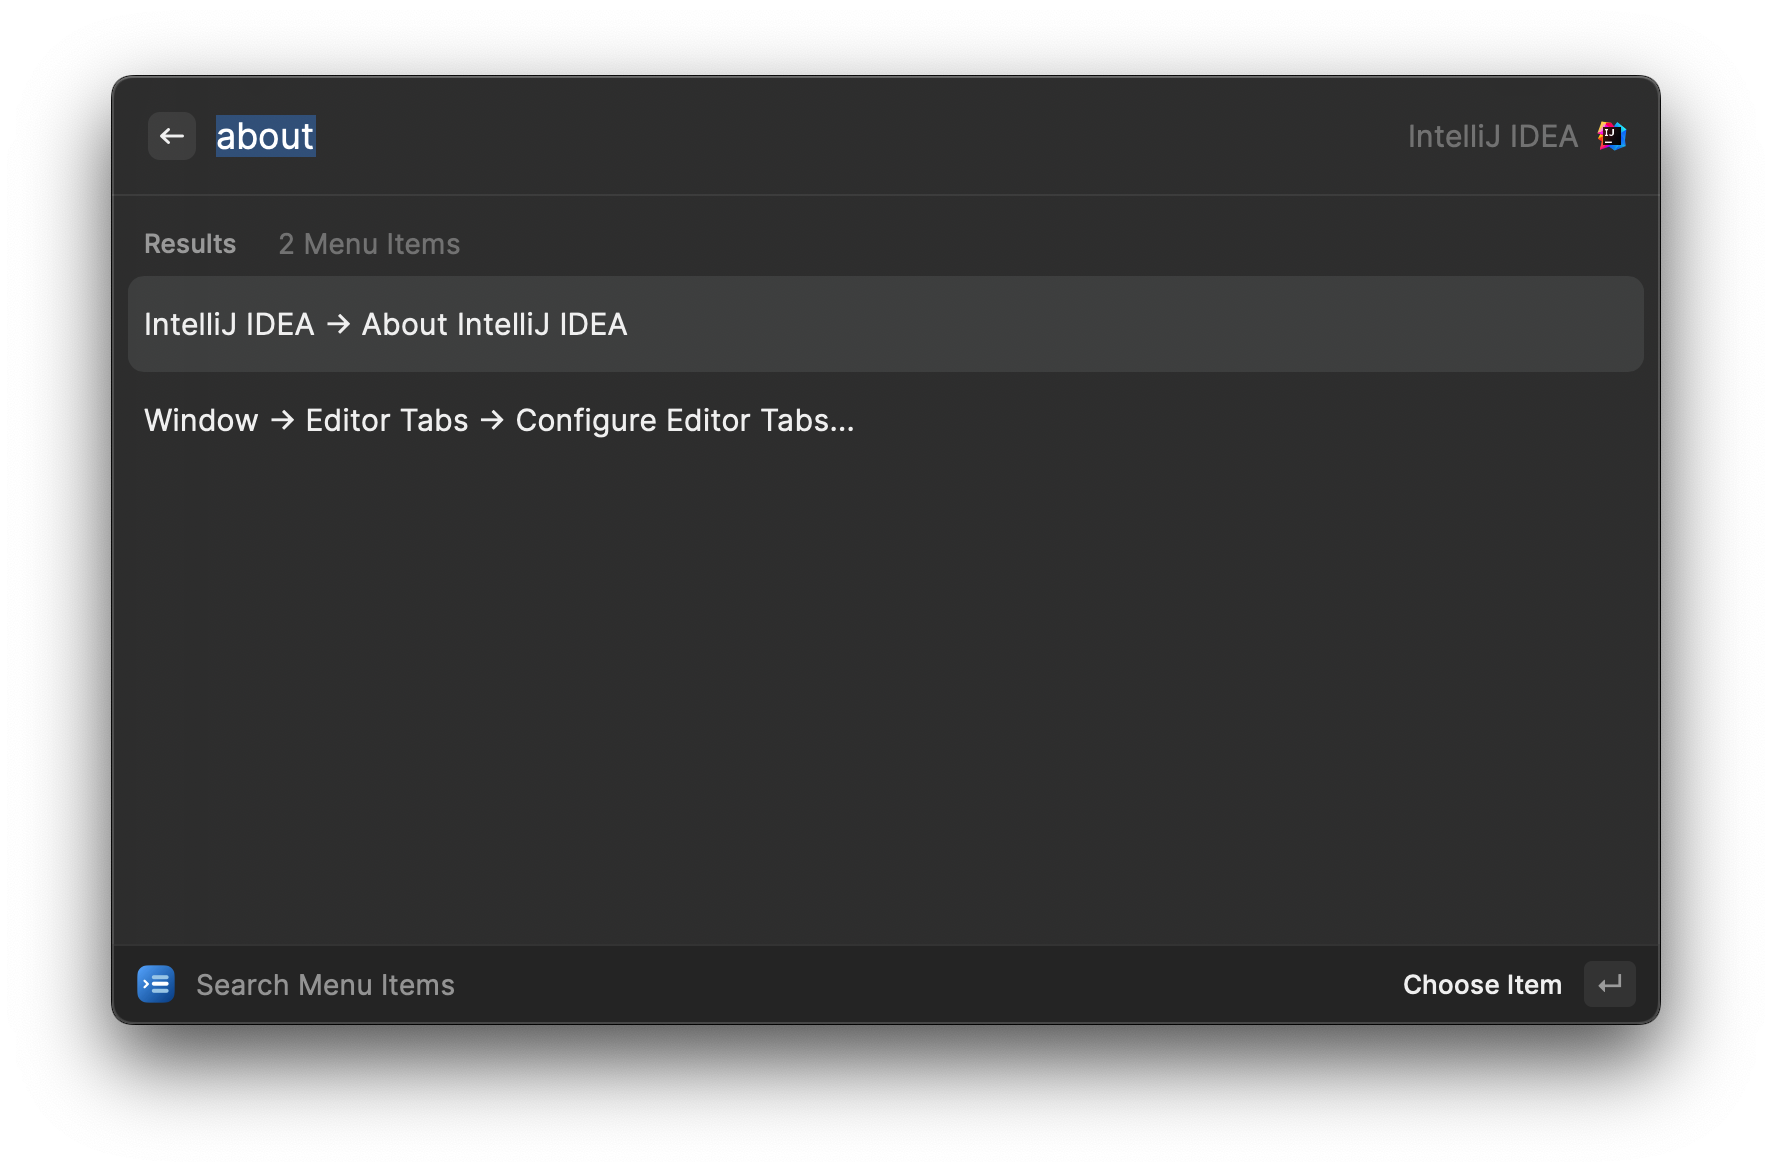 about
IntelliJ IDEA
IJ
Results 2 Menu Items
IntelliJ IDEA → About IntelliJ IDEA
Window → Editor Tabs → Configure Editor Tabs...
Search Menu Items
Choose Item